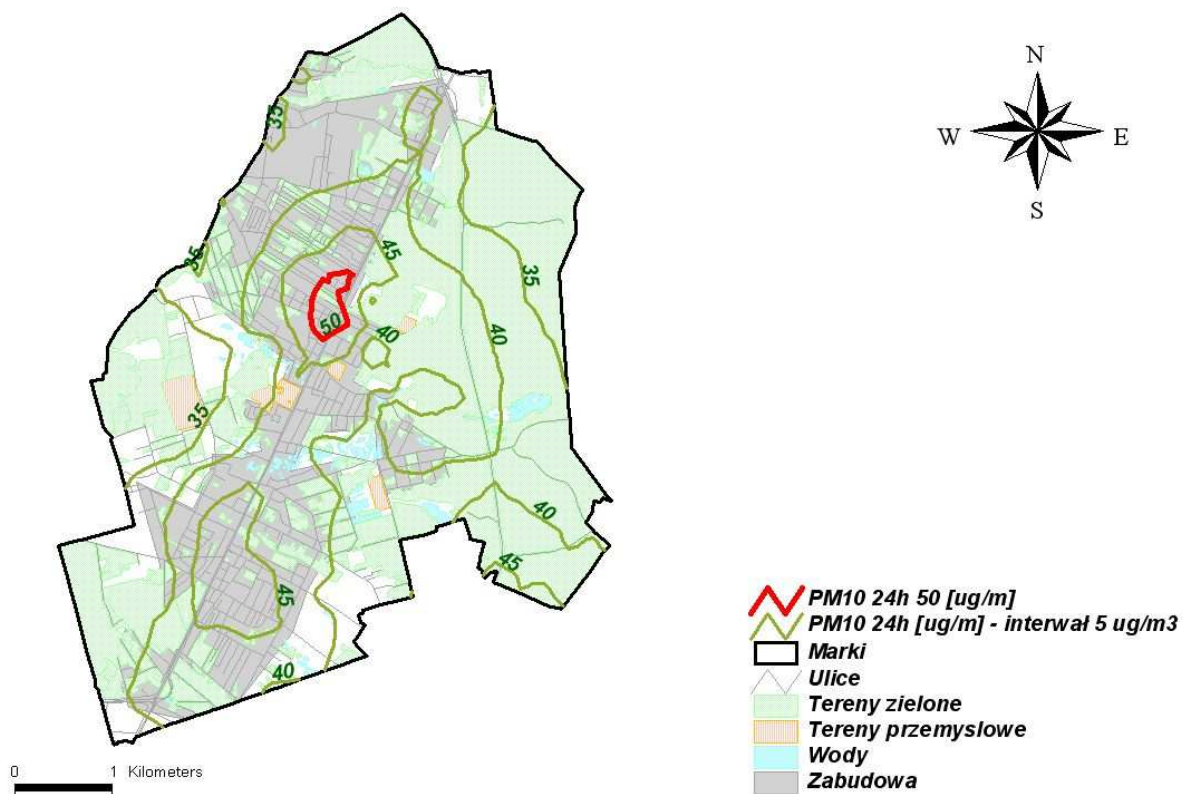 N
W
E
S
35
45
35
35
50
40
40
35
40
45
45
40
PM10 24h 50 [ug/m]
PM10 24h [ug/m] - interwał 5 ug/m3
Marki
Ulice
Tereny zielone
Tereny przemyslowe
Wody
Zabudowa
0 1 Kilometers